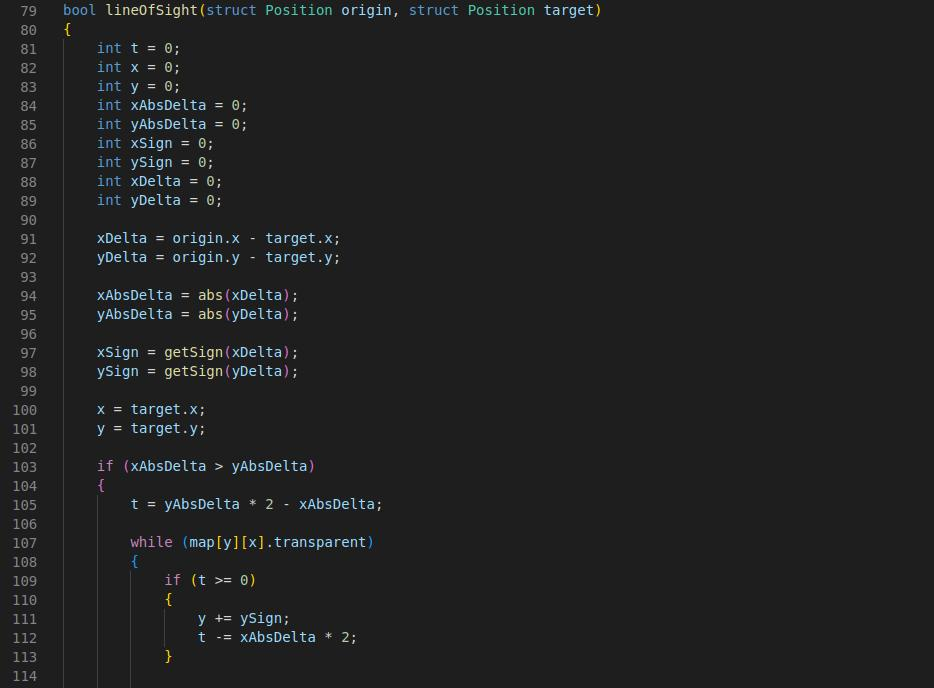 79 bool lineOfSight(struct Position origin, struct Position target)
80 {
81     int t = 0;
82     int x = 0;
83     int y = 0;
84     int xAbsDelta = 0;
85     int yAbsDelta = 0;
86     int xSign = 0;
87     int ySign = 0;
88     int xDelta = 0;
89     int yDelta = 0;
90
91     xDelta = origin.x - target.x;
92     yDelta = origin.y - target.y;
93
94     xAbsDelta = abs(xDelta);
95     yAbsDelta = abs(yDelta);
96
97     xSign = getSign(xDelta);
98     ySign = getSign(yDelta);
99
100     x = target.x;
101     y = target.y;
102
103     if (xAbsDelta > yAbsDelta)
104     {
105         t = yAbsDelta * 2 - xAbsDelta;
106
107         while (map[y][x].transparent)
108         {
109             if (t >= 0)
110             {
111                 y += ySign;
112                 t -= xAbsDelta * 2;
113             }
114